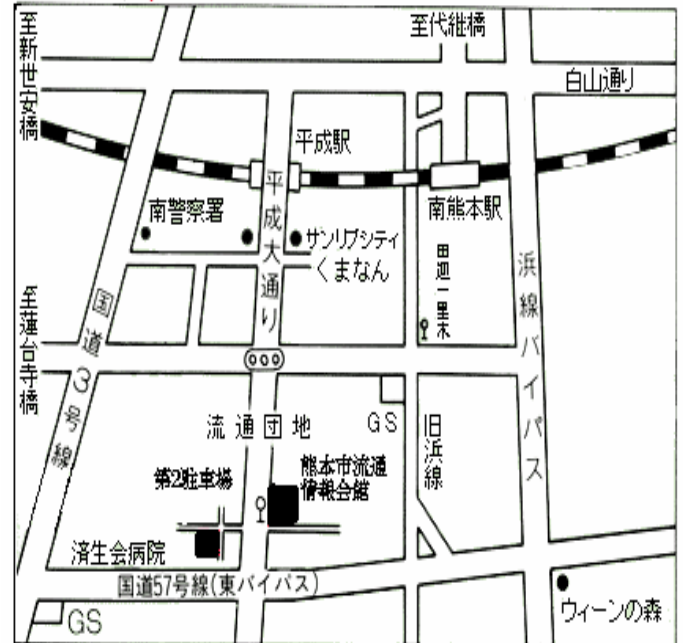 至代継橋
至新世安橋
白山通り
平成駅
南警察署
平成大通り
サンリブシティ
くまなん
南熊本駅
田迎一里木
浜線バイパス
至蓮台寺橋
国道3号線
流通団地
GS
旧浜線
第2駐車場
熊本市流通
情報会館
済生会病院
国道57号線(東バイパス)
ウィーンの森
GS